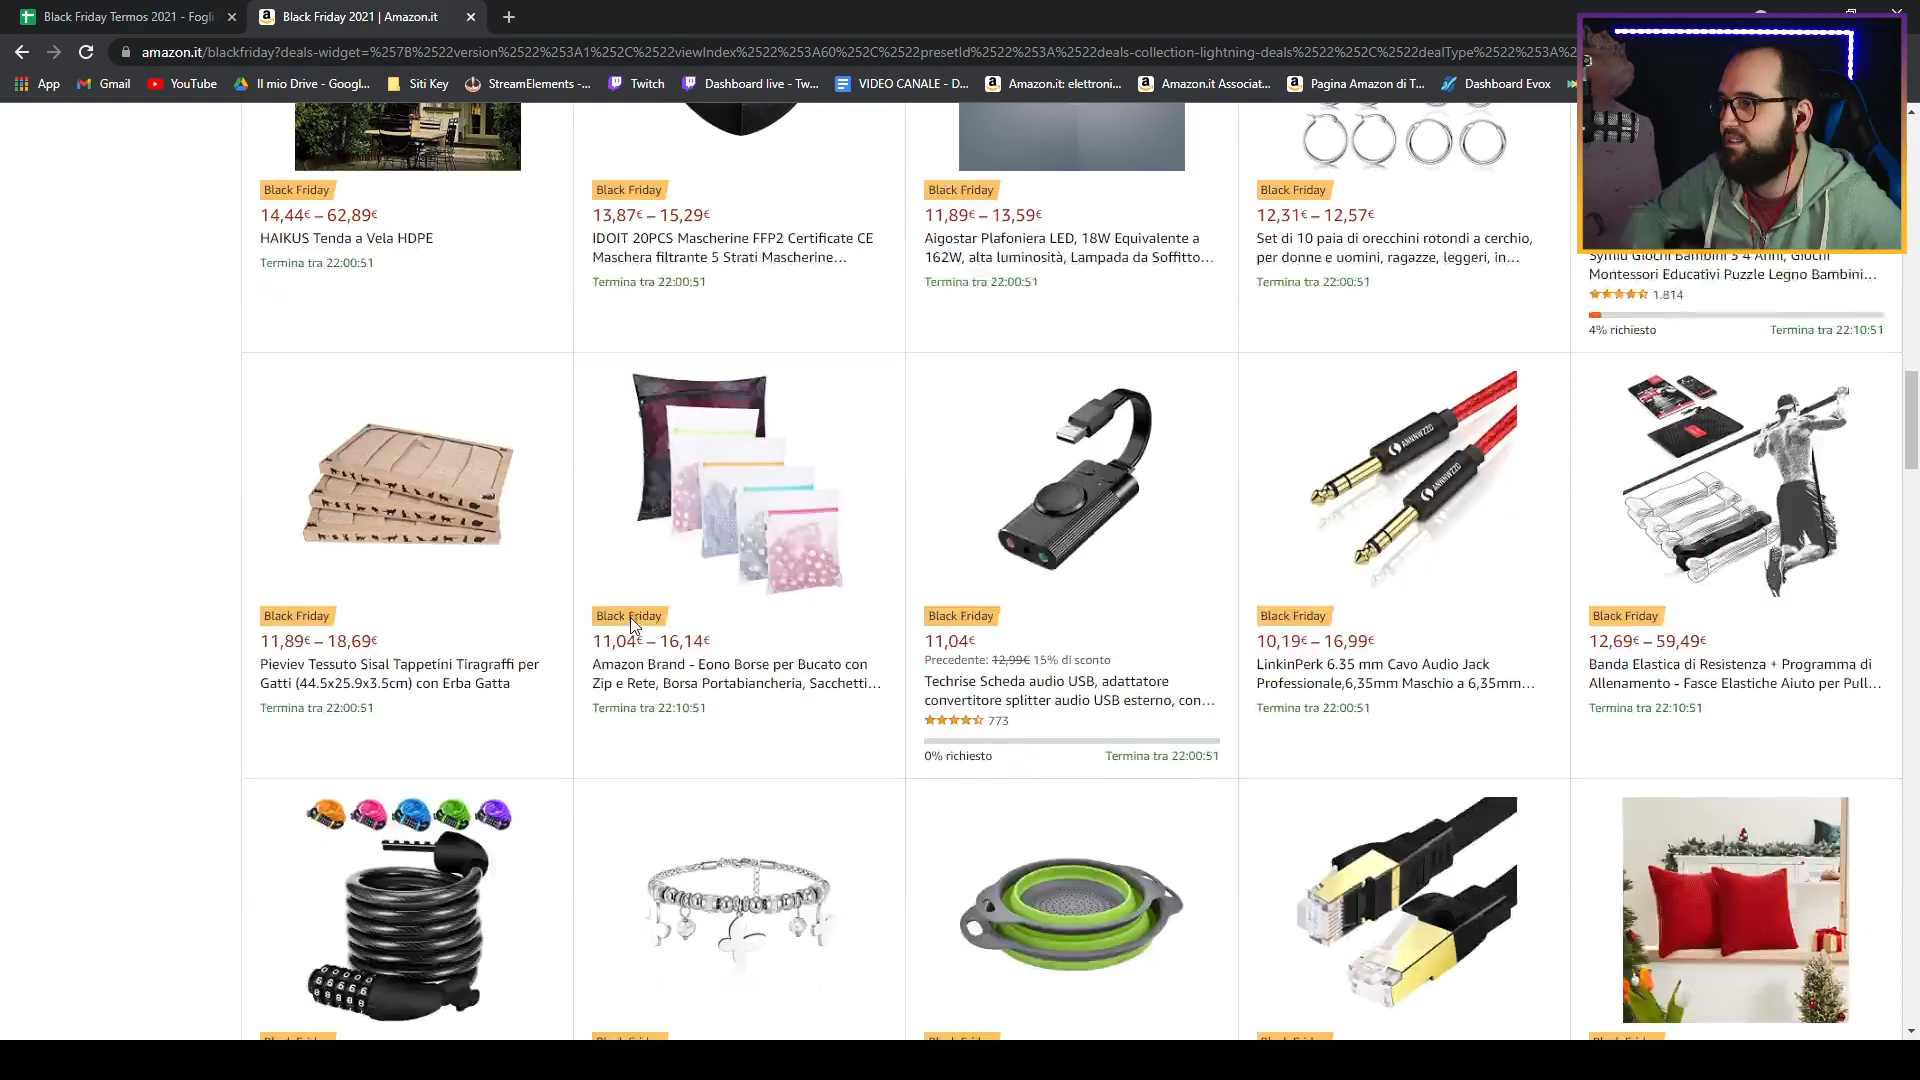 Black Friday Termos 2021 - Fogli
Black Friday 2021 | Amazon.it
amazon.it/blackfriday?deals-widget=%257B%2522version%2522%253A1%252C%2522viewIndex%2522%253A60%252C%2522presetId%2522%253A%2522deals-collection-lightning-deals%2522%252C%2522dealType%2522%253A%2
App
Gmail
YouTube
Il mio Drive - Googl...
Siti Key
StreamElements -...
Twitch
Dashboard live - Tw...
VIDEO CANALE - D...
Amazon.it: elettroni...
Amazon.it Associat...
Pagina Amazon di T...
Dashboard Evox
Black Friday
14,44€ – 62,89€
HAIKUS Tenda a Vela HDPE
Termina tra 22:00:51
Black Friday
13,87€ – 15,29€
IDOIT 20PCS Mascherine FFP2 Certificate CE
Maschera filtrante 5 Strati Mascherine...
Termina tra 22:00:51
Black Friday
11,89€ – 13,59€
Aigostar Plafoniera LED, 18W Equivalente a
162W, alta luminosità, Lampada da Soffitto...
Termina tra 22:00:51
Black Friday
12,31€ – 12,57€
Set di 10 paia di orecchini rotondi a cerchio,
per donne e uomini, ragazze, leggeri, in...
Termina tra 22:00:51
Symiu Giochi Bambini 3 4 Anni, Giochi
Montessori Educativi Puzzle Legno Bambini...
1.814
4% richiesto
Termina tra 22:10:51
Black Friday
11,89€ – 18,69€
Pieviev Tessuto Sisal Tappetini Tiragraffi per
Gatti (44.5x25.9x3.5cm) con Erba Gatta
Termina tra 22:00:51
Black Friday
11,04€ – 16,14€
Amazon Brand - Eono Borse per Bucato con
Zip e Rete, Borsa Portabiancheria, Sacchetti...
Termina tra 22:10:51
Black Friday
11,04€
Precedente: 12,99€ 15% di sconto
Techrise Scheda audio USB, adattatore
convertitore splitter audio USB esterno, con...
773
0% richiesto
Termina tra 22:00:51
ANNNWZZD
ANNNWZZD
Black Friday
10,19€ – 16,99€
LinkinPerk 6.35 mm Cavo Audio Jack
Professionale,6,35mm Maschio a 6,35mm...
Termina tra 22:00:51
Black Friday
12,69€ – 59,49€
Banda Elastica di Resistenza + Programma di
Allenamento - Fasce Elastiche Aiuto per Pull...
Termina tra 22:10:51